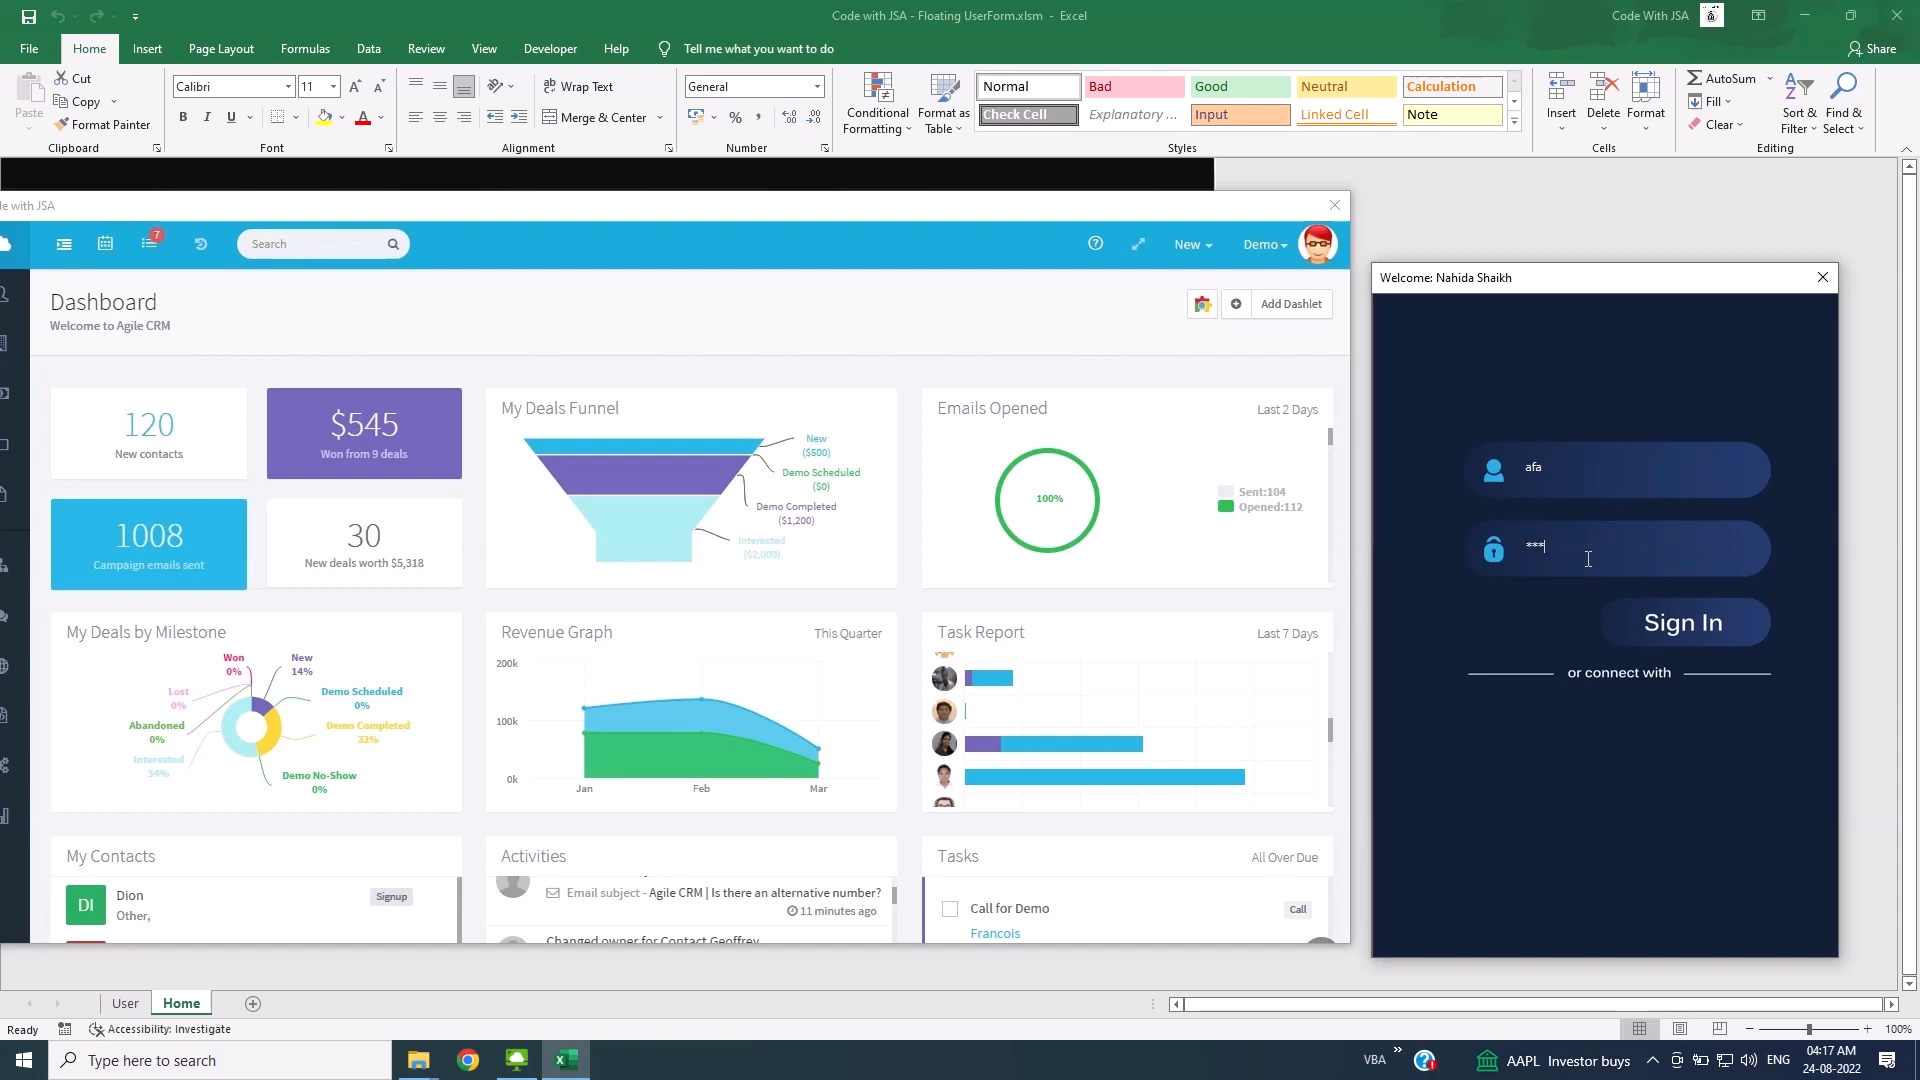 Code with JSA - Floating UserForm.xlsm - Excel
Code With JSA
File Home Insert Page Layout Formulas Data Review View Developer Help Tell me what you want to do
Share
Paste
Cut
Copy
Format Painter
Clipboard
Calibri 11
B I U
Font
Wrap Text
Merge & Center
Alignment
General
Number
Conditional Formatting
Format as Table
Normal Bad Good Neutral Calculation
Check Cell Explanatory ... Input Linked Cell Note
Styles
Insert Delete Format
Cells
AutoSum
Fill
Clear
Sort & Filter
Find & Select
Editing
de with JSA
7
Search
New
Demo
Dashboard
Welcome to Agile CRM
Add Dashlet
120
New contacts
$545
Won from 9 deals
1008
Campaign emails sent
30
New deals worth $5,318
My Deals Funnel
New
($500)
Demo Scheduled
($0)
Demo Completed
($1,200)
Interested
($2,000)
Emails Opened
Last 2 Days
100%
Sent:104
Opened:112
My Deals by Milestone
Won
0%
New
14%
Lost
0%
Demo Scheduled
0%
Abandoned
0%
Demo Completed
32%
Interested
54%
Demo No-Show
0%
Revenue Graph
This Quarter
200k
100k
0k
Jan Feb Mar
Task Report
Last 7 Days
My Contacts
DI
Dion
Other,
Signup
Activities
Email subject - Agile CRM | Is there an alternative number?
11 minutes ago
Changed owner for Contact Geoffrey
Tasks
All Over Due
Call for Demo
Call
Francois
Welcome: Nahida Shaikh
afa
***
Sign In
or connect with
User Home
Ready
Accessibility: Investigate
100%
Type here to search
VBA
AAPL Investor buys
ENG
04:17 AM
24-08-2022